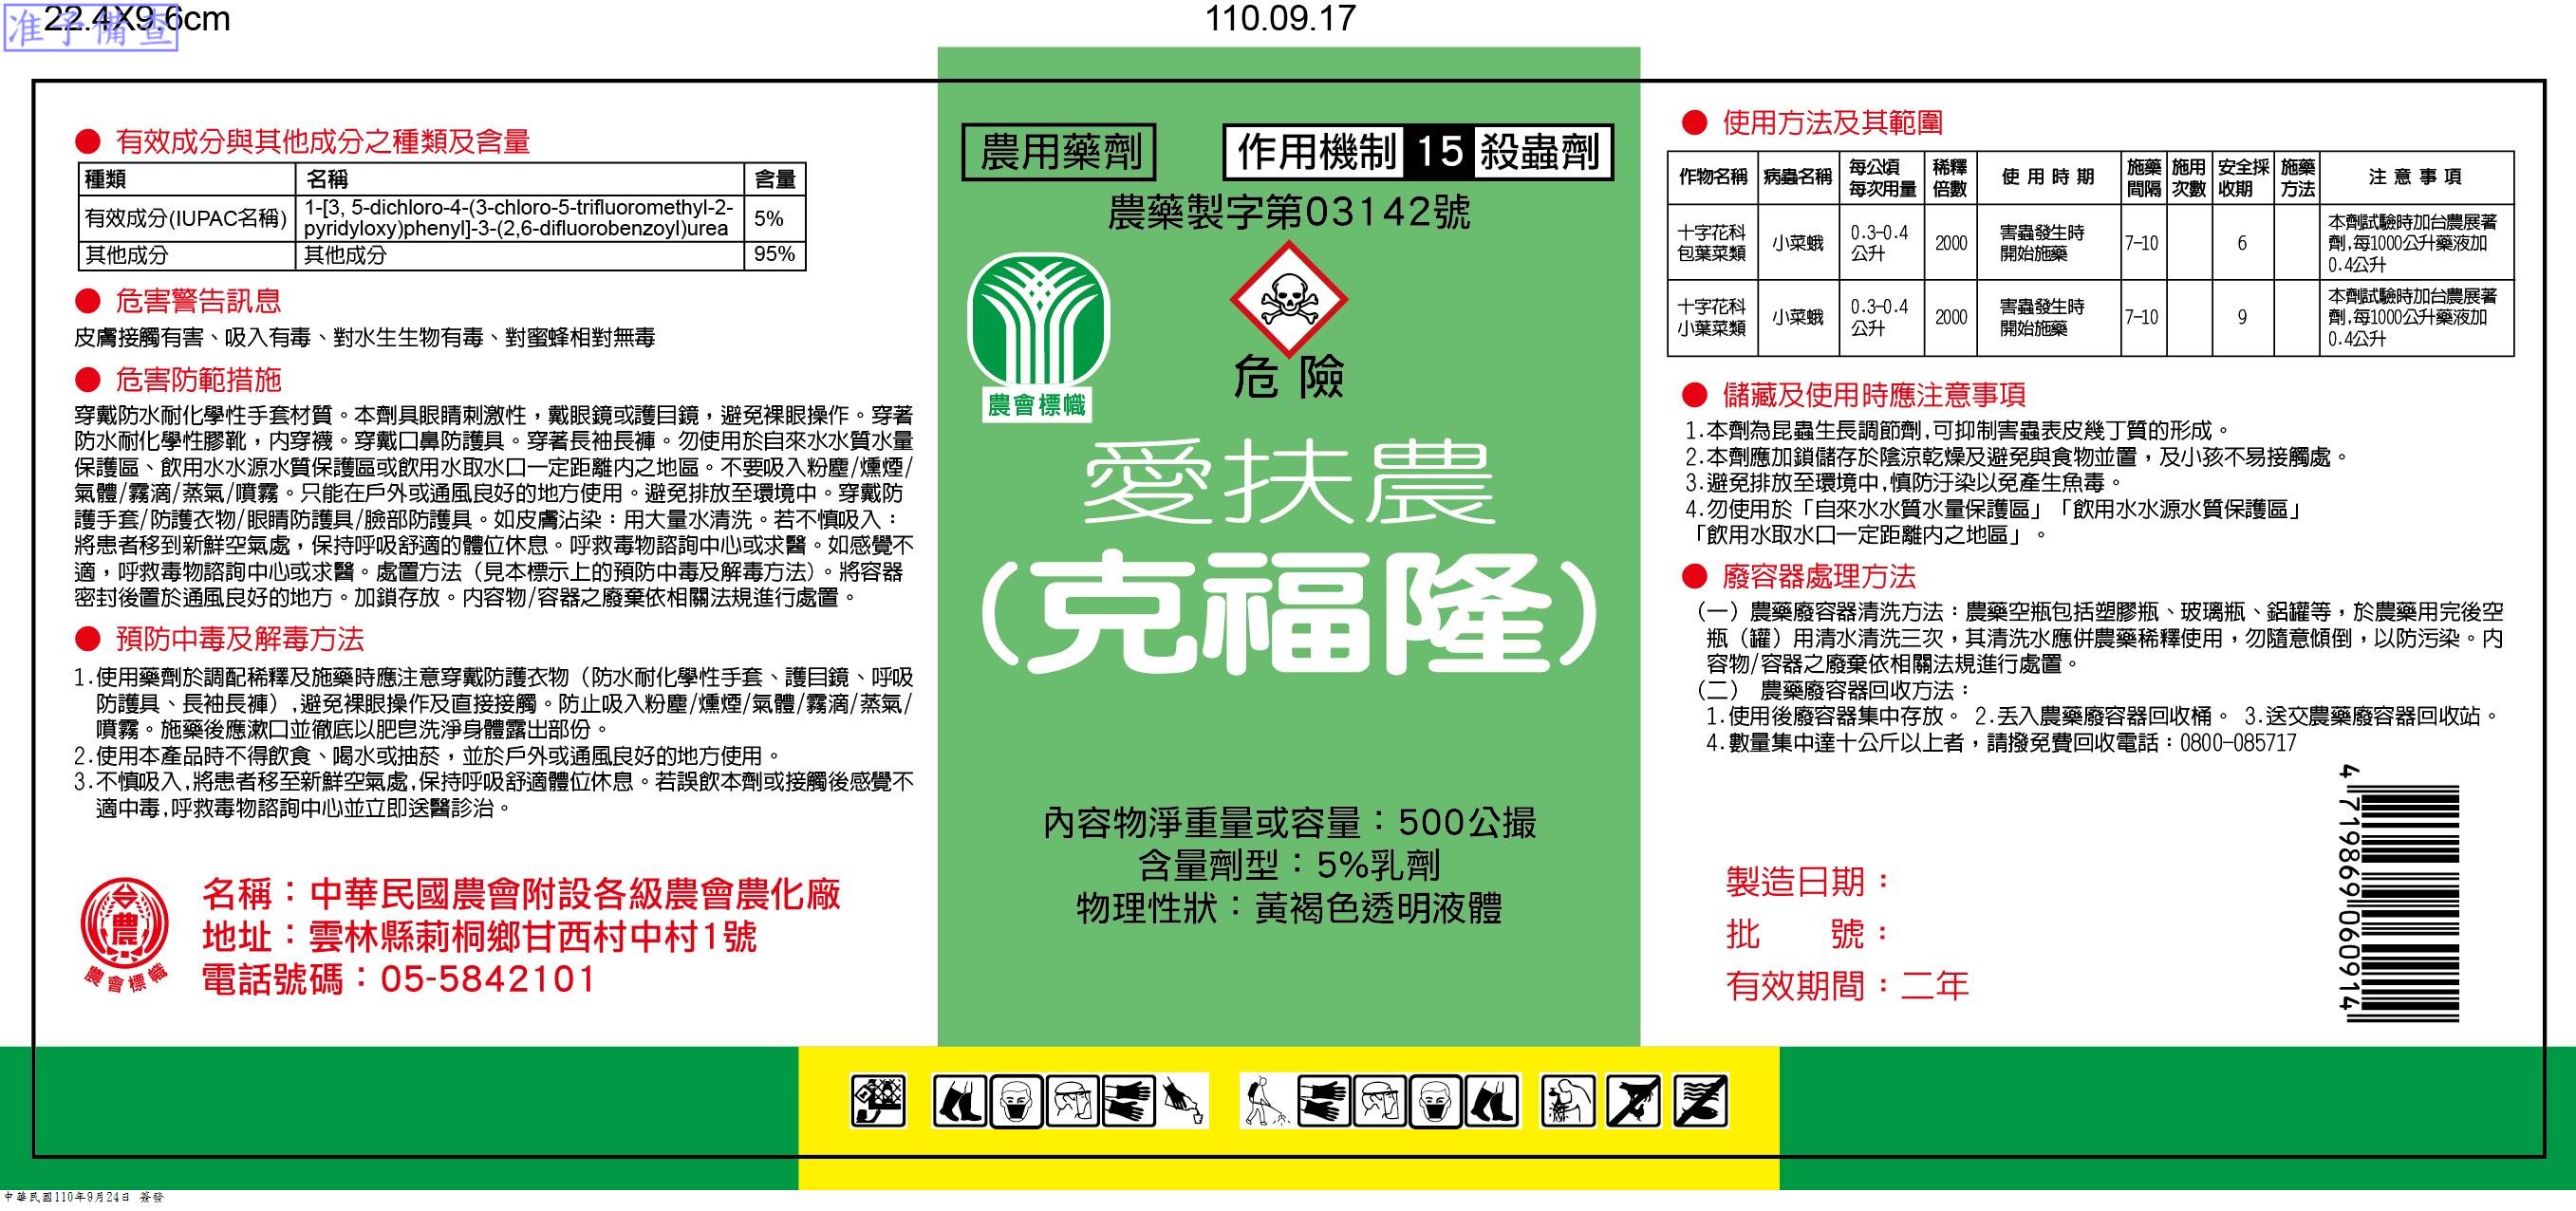 22.4X9.6cm
准予備查
110.09.17
● 有效成分與其他成分之種類及含量
種類 名稱 含量
有效成分(IUPAC名稱) 1-[3, 5-dichloro-4-(3-chloro-5-trifluoromethyl-2-
pyridyloxy)phenyl]-3-(2,6-difluorobenzoyl)urea 5%
其他成分 其他成分 95%
● 危害警告訊息
皮膚接觸有害、吸入有毒、對水生生物有毒、對蜜蜂相對無毒
● 危害防範措施
穿戴防水耐化學性手套材質。本劑具眼睛刺激性，戴眼鏡或護目鏡，避免裸眼操作。穿著
防水耐化學性膠靴，內穿襪。穿戴口鼻防護具。穿著長袖長褲。勿使用於自來水水質水量
保護區、飲用水水源水質保護區或飲用水取水口一定距離內之地區。不要吸入粉塵/燻煙/
氣體/霧滴/蒸氣/噴霧。只能在戶外或通風良好的地方使用。避免排放至環境中。穿戴防
護手套/防護衣物/眼睛防護具/臉部防護具。如皮膚沾染：用大量水清洗。若不慎吸入：
將患者移到新鮮空氣處，保持呼吸舒適的體位休息。呼救毒物諮詢中心或求醫。如感覺不
適，呼救毒物諮詢中心或求醫。處置方法（見本標示上的預防中毒及解毒方法）。將容器
密封後置於通風良好的地方。加鎖存放。內容物/容器之廢棄依相關法規進行處置。
● 預防中毒及解毒方法
1.使用藥劑於調配稀釋及施藥時應注意穿戴防護衣物（防水耐化學性手套、護目鏡、呼吸
防護具、長袖長褲）,避免裸眼操作及直接接觸。防止吸入粉塵/燻煙/氣體/霧滴/蒸氣/
噴霧。施藥後應漱口並徹底以肥皂洗淨身體露出部份。
2.使用本產品時不得飲食、喝水或抽菸，並於戶外或通風良好的地方使用。
3.不慎吸入,將患者移至新鮮空氣處,保持呼吸舒適體位休息。若誤飲本劑或接觸後感覺不
適中毒,呼救毒物諮詢中心並立即送醫診治。
農
農會標幟
名稱：中華民國農會附設各級農會農化廠
地址：雲林縣莿桐鄉甘西村中村1號
電話號碼：05-5842101
農用藥劑
作用機制 15 殺蟲劑
農藥製字第03142號
農會標幟
危險
愛扶農
(克福隆)
內容物淨重量或容量：500公撮
含量劑型：5%乳劑
物理性狀：黃褐色透明液體
● 使用方法及其範圍
作物名稱 病蟲名稱 每公頃每次用量 稀釋倍數 使用時期 施藥間隔 施用次數 安全採收期 施藥方法 注意事項
十字花科包葉菜類 小菜蛾 0.3-0.4公升 2000 害蟲發生時開始施藥 7-10 6 本劑試驗時加台農展著劑,每1000公升藥液加0.4公升
十字花科小葉菜類 小菜蛾 0.3-0.4公升 2000 害蟲發生時開始施藥 7-10 9 本劑試驗時加台農展著劑,每1000公升藥液加0.4公升
● 儲藏及使用時應注意事項
1.本劑為昆蟲生長調節劑,可抑制害蟲表皮幾丁質的形成。
2.本劑應加鎖儲存於陰涼乾燥及避免與食物並置，及小孩不易接觸處。
3.避免排放至環境中,慎防汙染以免產生魚毒。
4.勿使用於「自來水水質水量保護區」「飲用水水源水質保護區」
「飲用水取水口一定距離內之地區」。
● 廢容器處理方法
（一）農藥廢容器清洗方法：農藥空瓶包括塑膠瓶、玻璃瓶、鋁罐等，於農藥用完後空
瓶（罐）用清水清洗三次，其清洗水應併農藥稀釋使用，勿隨意傾倒，以防污染。內
容物/容器之廢棄依相關法規進行處置。
（二） 農藥廢容器回收方法：
1.使用後廢容器集中存放。 2.丟入農藥廢容器回收桶。 3.送交農藥廢容器回收站。
4.數量集中達十公斤以上者，請撥免費回收電話：0800-085717
製造日期：
批 號：
有效期間：二年
4 719869 060914
中華民國110年9月24日 簽發